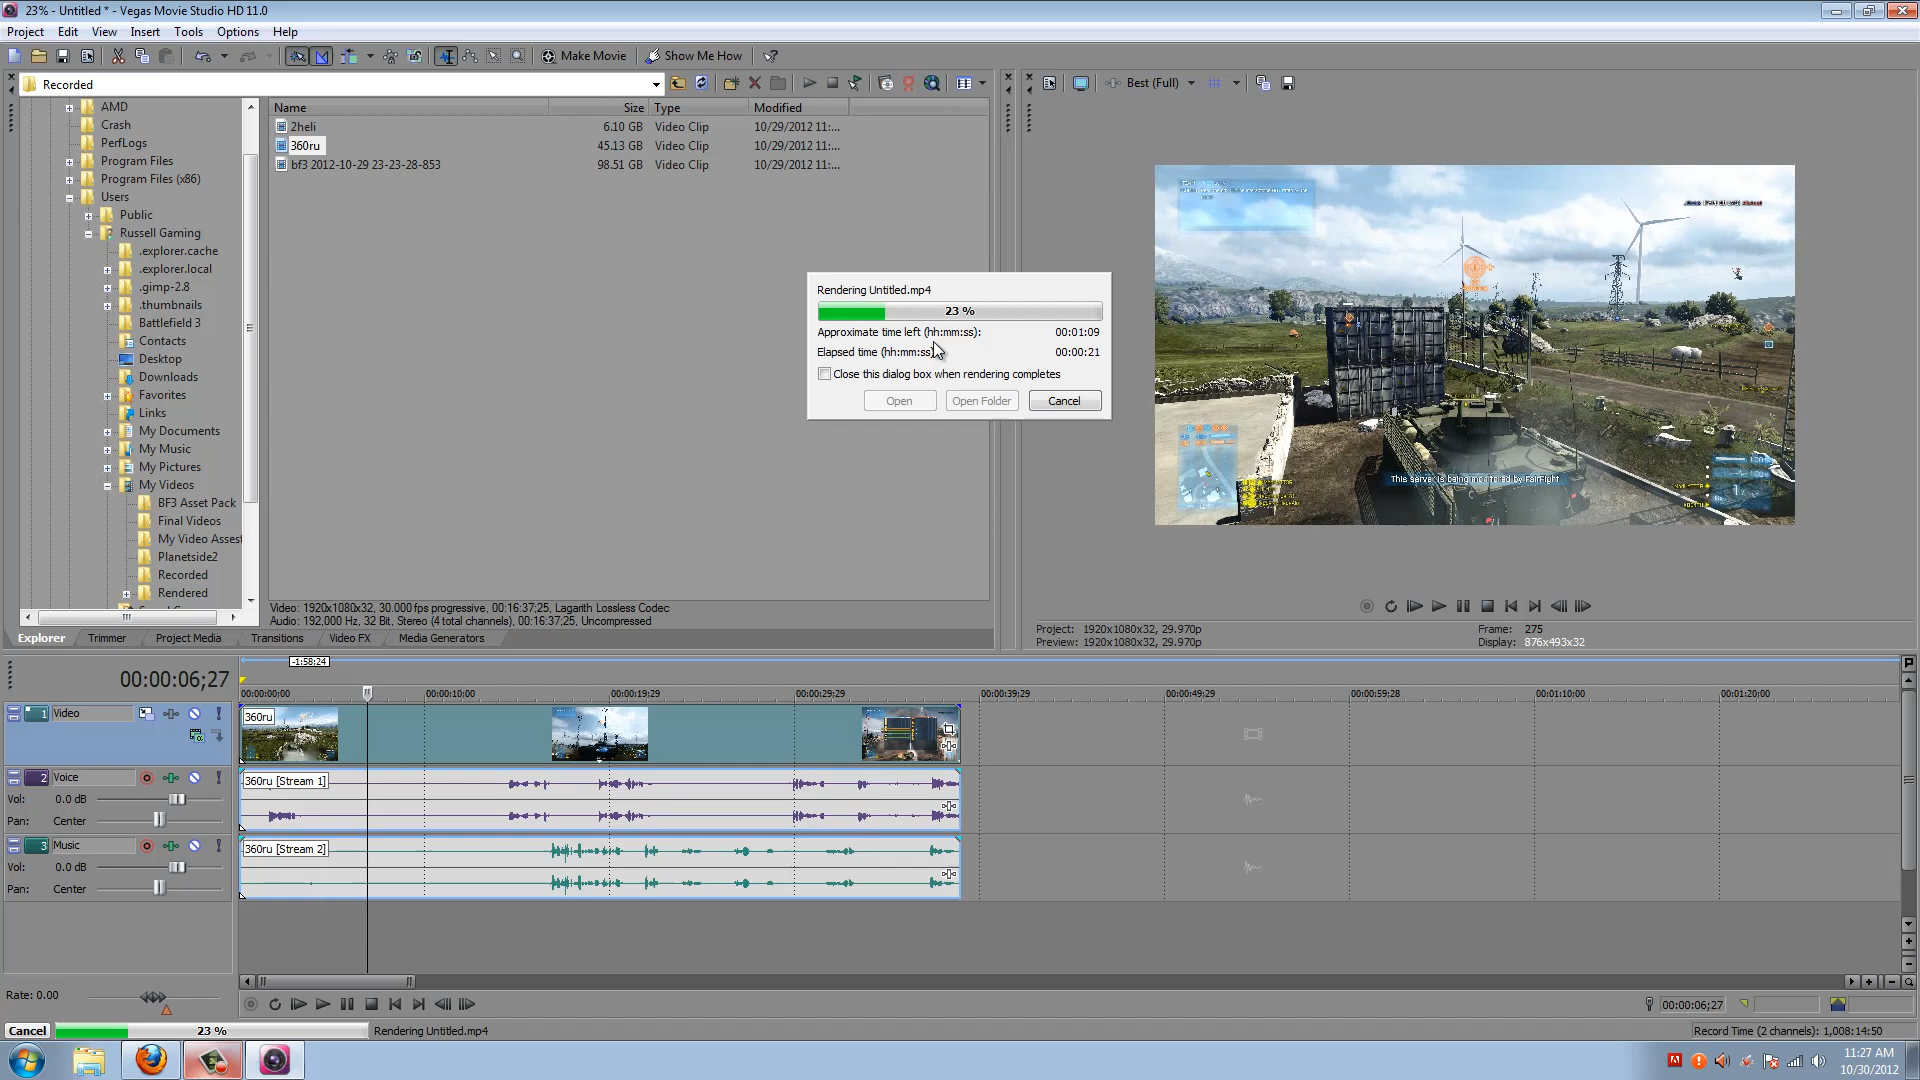 23% - Untitled * - Vegas Movie Studio HD 11.0
Project Edit View Insert Tools Options Help
Make Movie Show Me How
Recorded
Best (Full)
AMD
Crash
PerfLogs
Program Files
Program Files (x86)
Users
Public
Russell Gaming
.explorer.cache
.explorer.local
.gimp-2.8
.thumbnails
Battlefield 3
Contacts
Desktop
Downloads
Favorites
Links
My Documents
My Music
My Pictures
My Videos
BF3 Asset Pack
Final Videos
My Video Assest
Planetside2
Recorded
Rendered
Name Size Type Modified
2heli 6.10 GB Video Clip 10/29/2012 11:...
360ru 45.13 GB Video Clip 10/29/2012 11:...
bf3 2012-10-29 23-23-28-853 98.51 GB Video Clip 10/29/2012 11:...
Rendering Untitled.mp4
23 %
Approximate time left (hh:mm:ss): 00:01:09
Elapsed time (hh:mm:ss 00:00:21
Close this dialog box when rendering completes
Open Open Folder Cancel
This server is being monitored by FairFight
Video: 1920x1080x32, 30.000 fps progressive, 00:16:37;25, Lagarith Lossless Codec
Audio: 192,000 Hz, 32 Bit, Stereo (4 total channels), 00:16:37;25, Uncompressed
Explorer Trimmer Project Media Transitions Video FX Media Generators
Project: 1920x1080x32, 29.970p Frame: 275
Preview: 1920x1080x32, 29.970p Display: 876x493x32
-1:58:24
00:00:06;27
00:00:00;00 00:00:10;00 00:00:19;29 00:00:29;29 00:00:39;29 00:00:49;29 00:00:59;28 00:01:10;00 00:01:20;00
1 Video
360ru
2 Voice
Vol: 0.0 dB
Pan: Center
360ru [Stream 1]
3 Music
Vol: 0.0 dB
Pan: Center
360ru [Stream 2]
Rate: 0.00
00:00:06;27
Cancel 23 % Rendering Untitled.mp4
Record Time (2 channels): 1,008:14:50
11:27 AM
10/30/2012